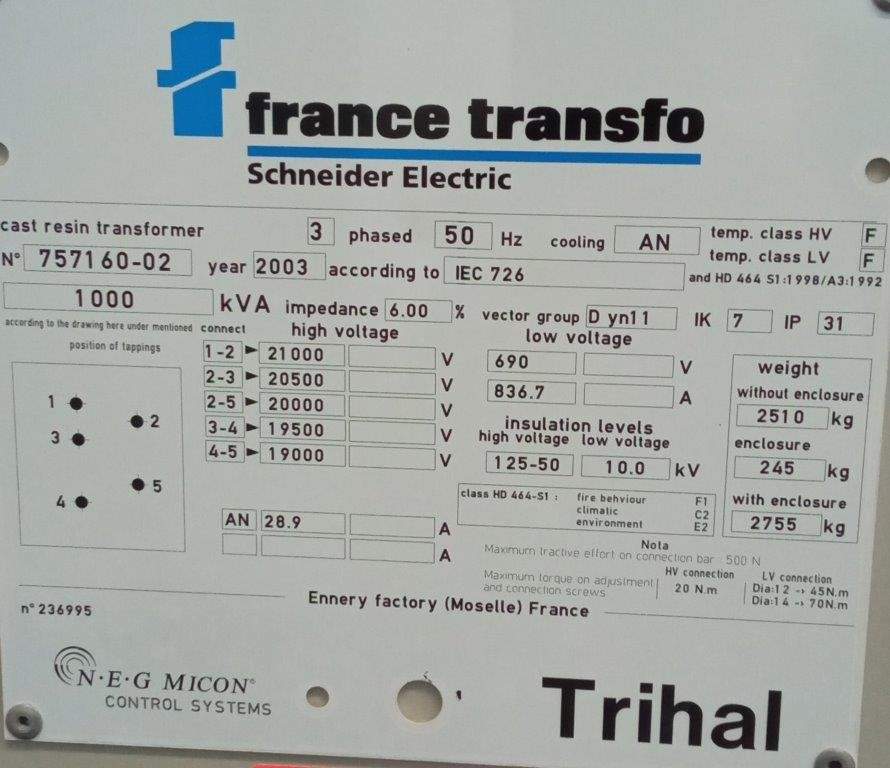 france transfo
Schneider Electric
cast resin transformer 3 phased 50 Hz cooling AN temp. class HV F
temp. class LV F
N° 757160-02 year 2003 according to IEC 726 and HD 464 S1:1998/A3:1992
1000 kVA impedance 6.00 % vector group D yn11 IK 7 IP 31
according to the drawing here under mentioned connect high voltage low voltage
position of tappings
1-2 21000 V 690 V weight
2-3 20500 V 836.7 A without enclosure
2-5 20000 V 2510 kg
3-4 19500 V insulation levels enclosure
4-5 19000 V high voltage low voltage
125-50 10.0 kV 245 kg
1
2
3
4
5
class HD 464-S1 : fire behviour F1 with enclosure
climatic C2 2755 kg
environment E2
AN 28.9 A
A
Nota
Maximum tractive effort on connection bar : 500 N
HV connection LV connection
Maximum torque on adjustment 20 N.m Dia:12 -> 45N.m
and connection screws Dia:14 -> 70N.m
n° 236995 Ennery factory (Moselle) France
N·E·G MICON®
CONTROL SYSTEMS
Trihal